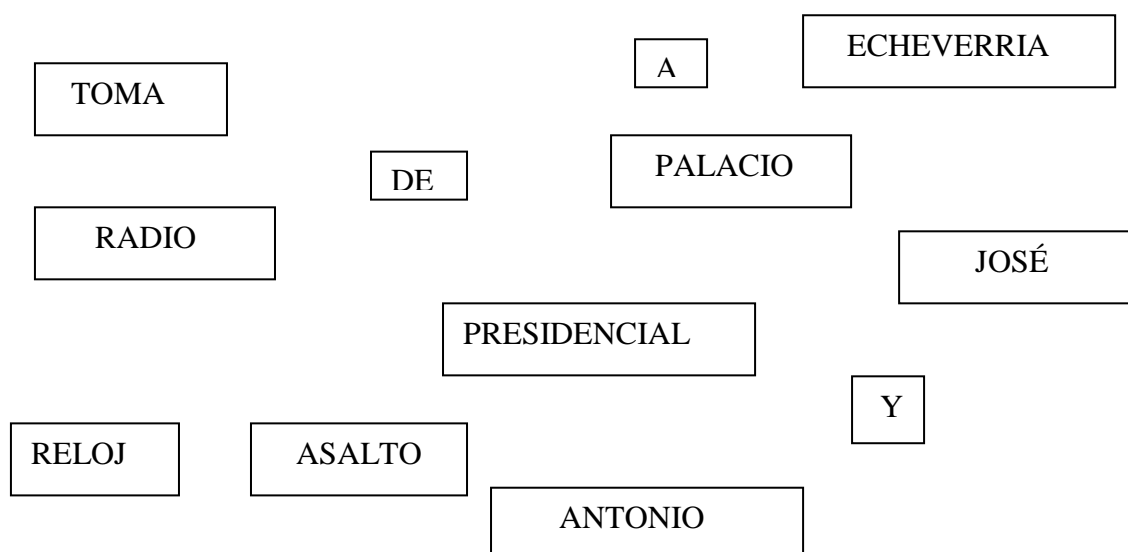 ECHEVERRIA
A
TOMA
PALACIO
DE
RADIO
JOSÉ
PRESIDENCIAL
Y
RELOJ
ASALTO
ANTONIO